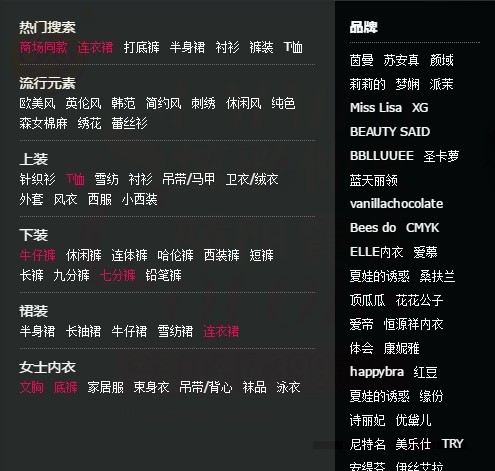 热门搜索
商场同款 连衣裙 打底裤 半身裙 衬衫 裤装 T恤
流行元素
欧美风 英伦风 韩范 简约风 刺绣 休闲风 纯色
森女棉麻 绣花 蕾丝衫
上装
针织衫 T恤 雪纺 衬衫 吊带/马甲 卫衣/绒衣
外套 风衣 西服 小西装
下装
牛仔裤 休闲裤 连体裤 哈伦裤 西装裤 短裤
长裤 九分裤 七分裤 铅笔裤
裙装
半身裙 长袖裙 牛仔裙 雪纺裙 连衣裙
女士内衣
文胸 底裤 家居服 束身衣 吊带/背心 袜品 泳衣
品牌
茵曼 苏安真 颜域
莉莉的 梦娴 派茉
Miss Lisa XG
BEAUTY SAID
BBLLUUEE 圣卡萝
蓝天丽领
vanillachocolate
Bees do CMYK
ELLE内衣 爱慕
夏娃的诱惑 桑扶兰
顶瓜瓜 花花公子
爱帝 恒源祥内衣
体会 康妮雅
happybra 红豆
夏娃的诱惑 缘份
诗丽妃 优黛儿
尼特名 美乐仕 TRY
安缇芬 伊丝艾拉